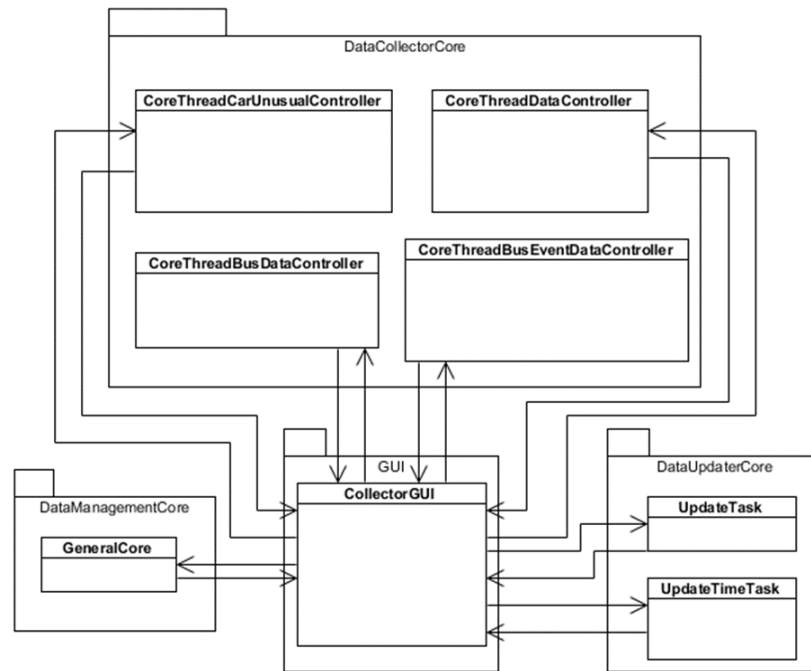 DataCollectorCore
CoreThreadCarUnusualController
CoreThreadDataController
CoreThreadBusDataController
CoreThreadBusEventDataController
GUI
DataUpdaterCore
CollectorGUI
DataManagementCore
UpdateTask
GeneralCore
UpdateTimeTask